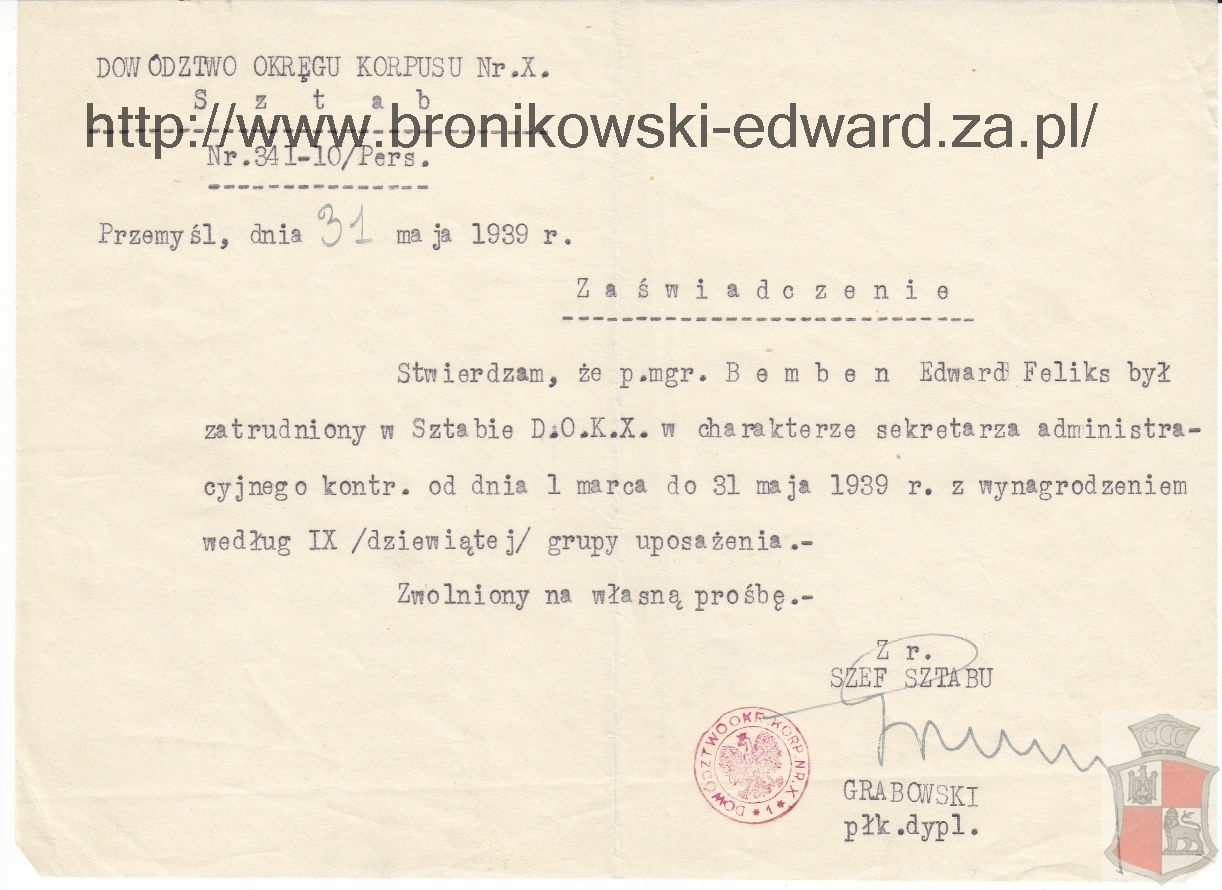 DOWÓDZTWO OKRĘGU KORPUSU Nr.X.
S z t a b
http://www.bronikowski-edward.za.pl/
Nr.341-10/Pers.
Przemyśl, dnia 31 maja 1939 r.
Z a ś w i a d c z e n i e
Stwierdzam, że p.mgr. B e m b e n Edward Feliks był
zatrudniony w Sztabie D.O.K.X. w charakterze sekretarza administra-
cyjnego kontr. od dnia 1 marca do 31 maja 1939 r. z wynagrodzeniem
według IX /dziewiątej/ grupy uposażenia.-
Zwolniony na własną prośbę.-
Z r.
SZEF SZTABU
DOWÓDZTWO OKR. KORP. NR. X * 1 *
GRABOWSKI
płk.dypl.